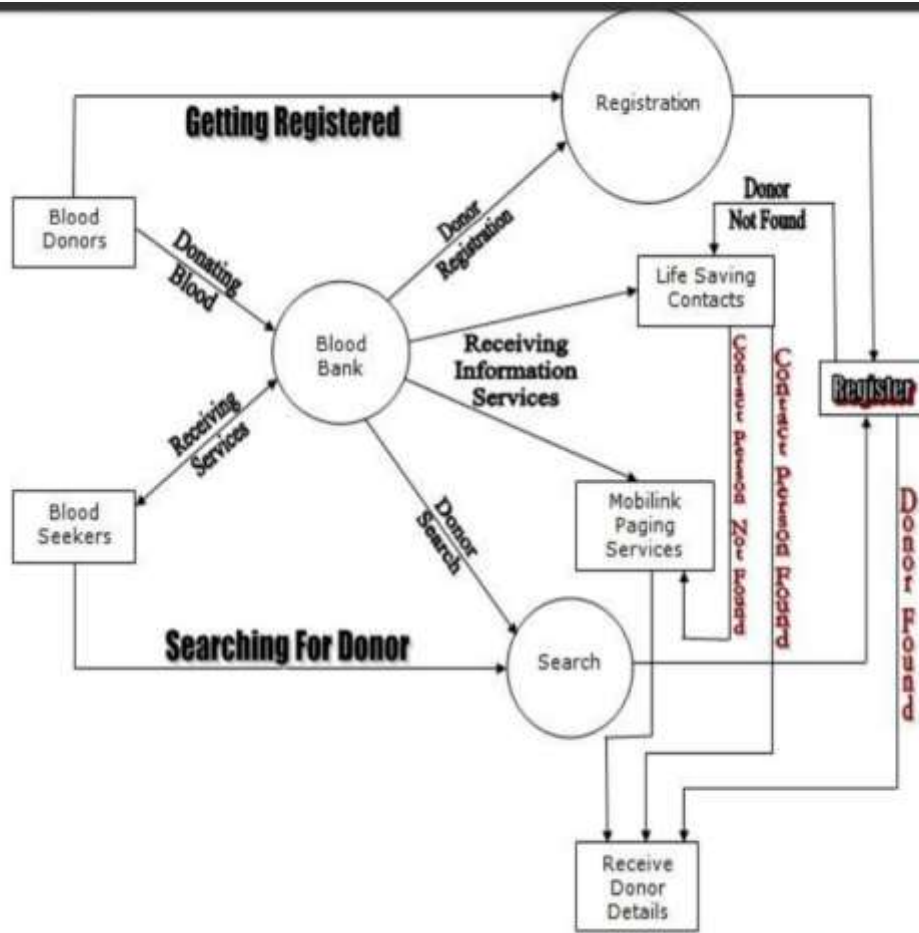 Registration
Getting Registered
Blood
Donors
Donor
Not Found
Donor
Registration
Donating
Blood
Life Saving
Contacts
Blood
Bank
Receiving
Information
Services
Register
Receiving
Services
Contact Person Not Found
Contact Person Found
Donor Found
Blood
Seekers
Mobilink
Paging
Services
Donor
Search
Searching For Donor
Search
Receive
Donor
Details